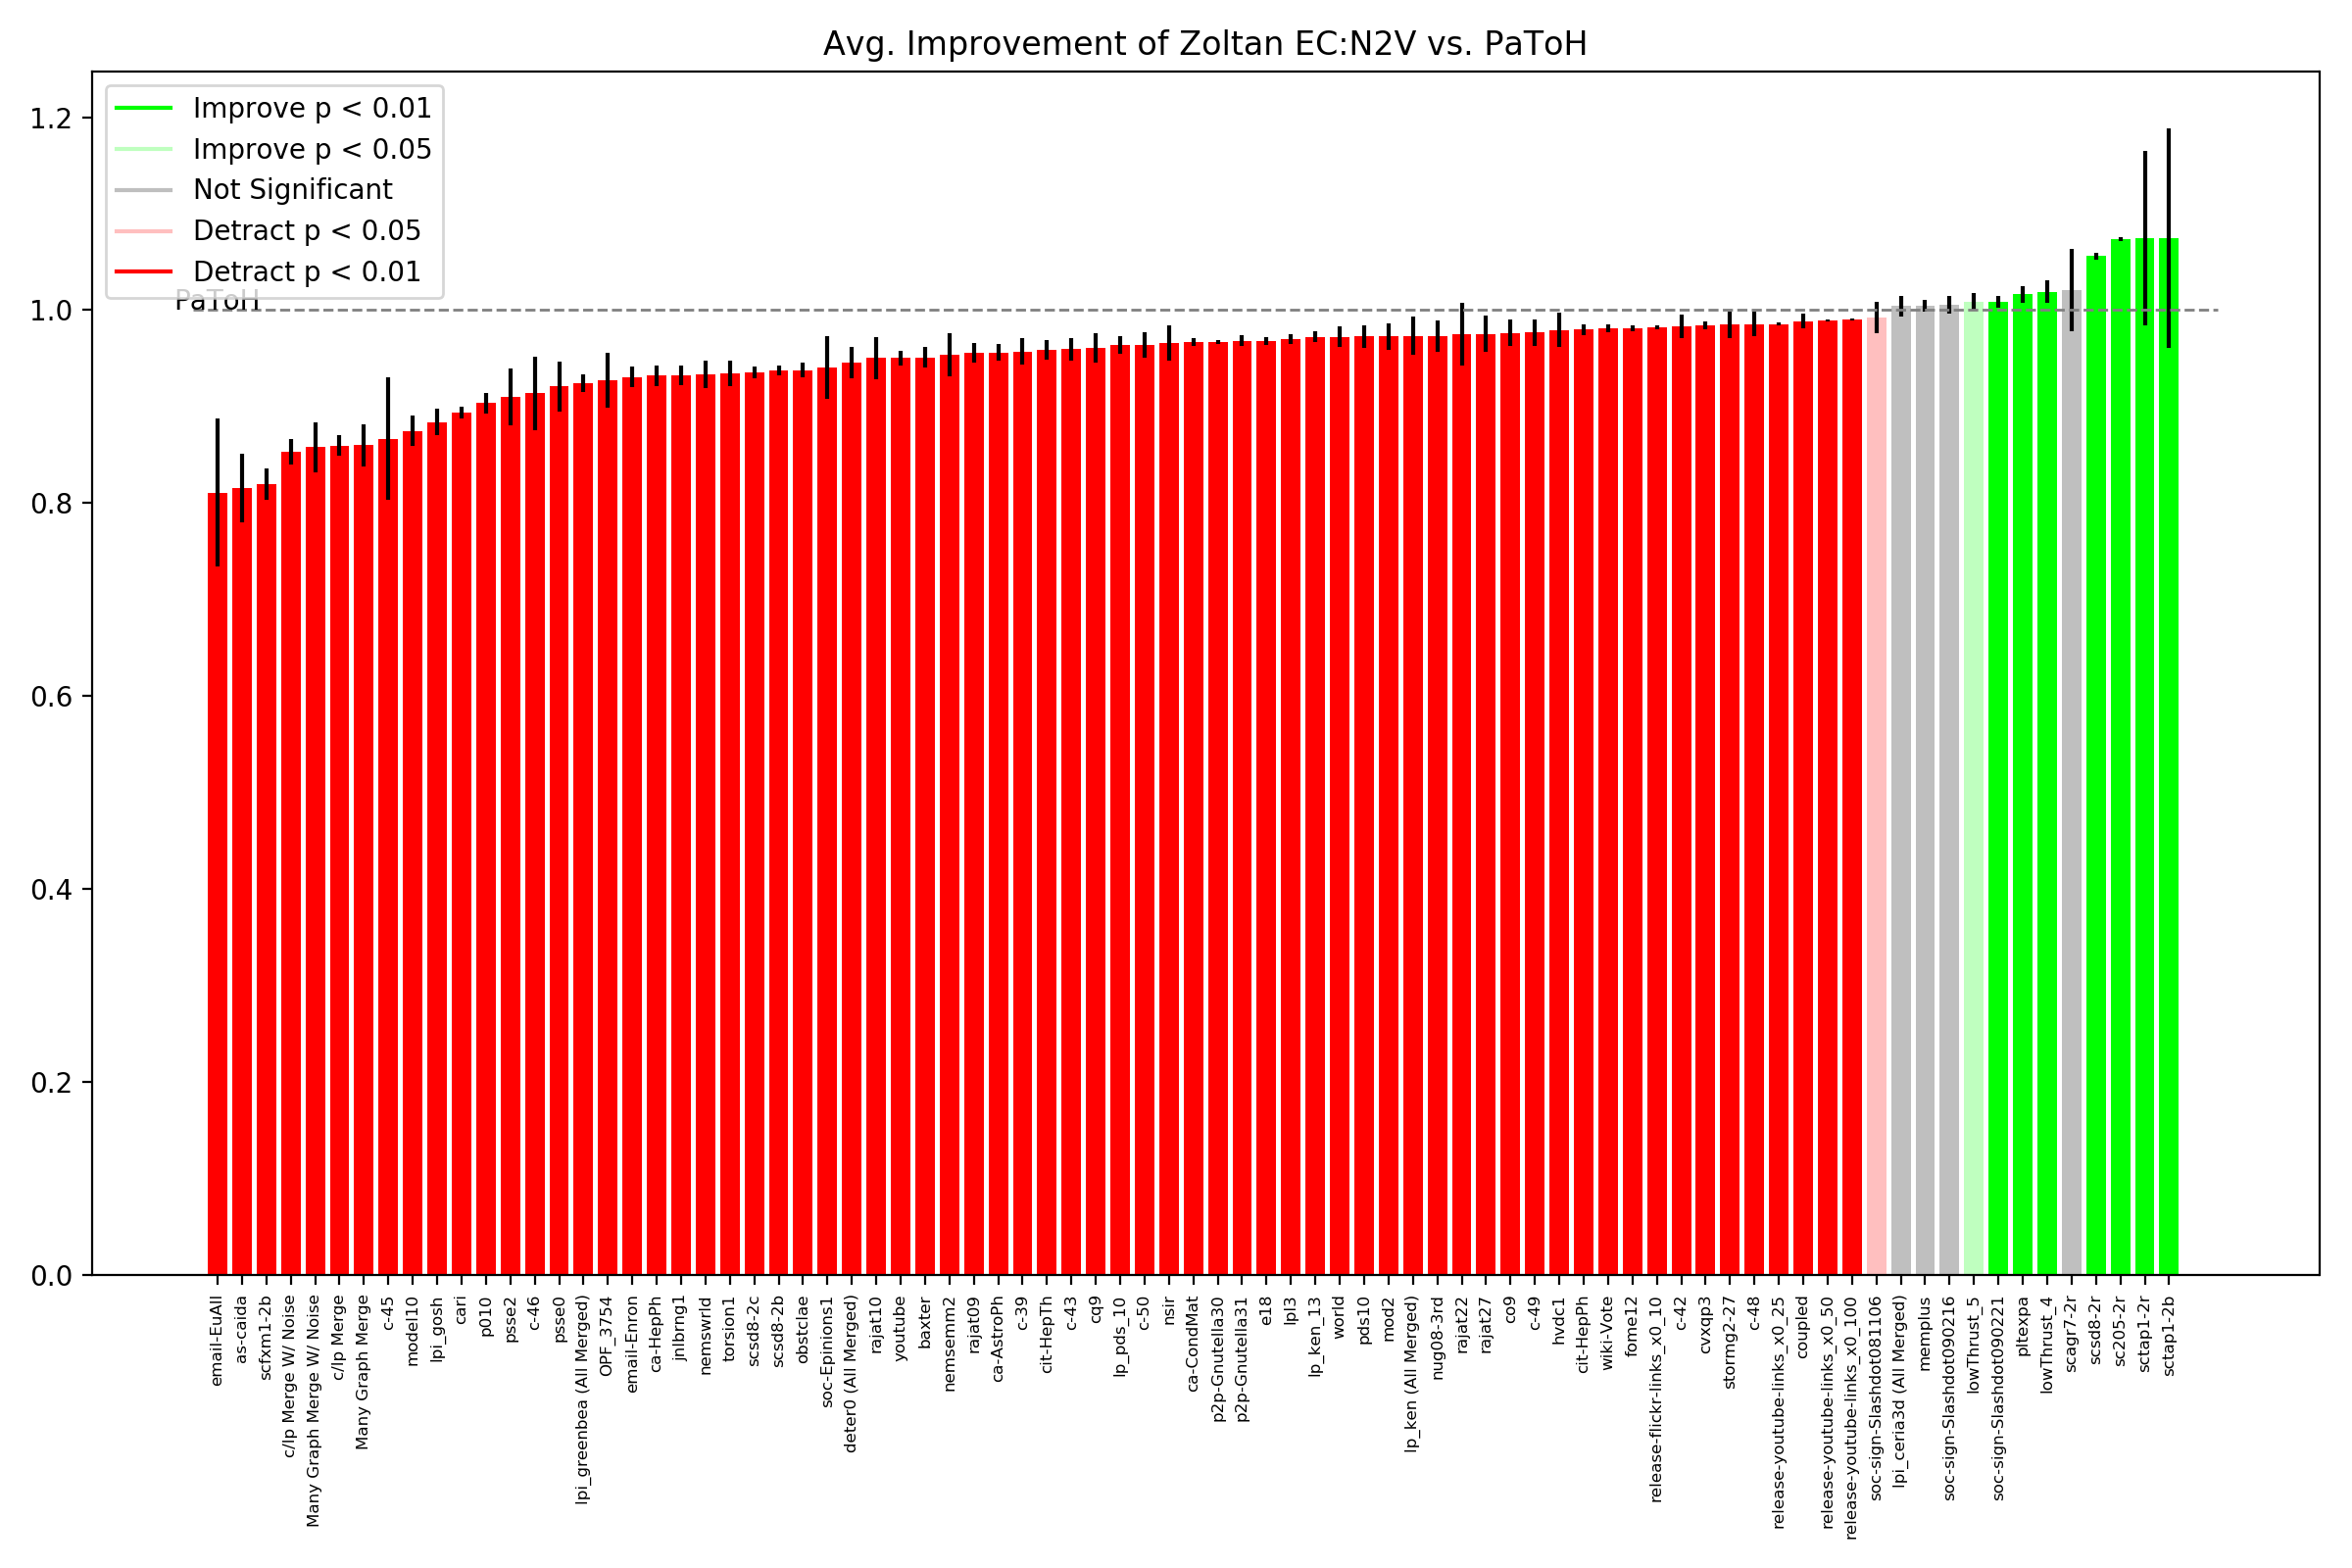 Avg. Improvement of Zoltan EC:N2V vs. PaToH
Improve p < 0.01
Improve p < 0.05
Not Significant
Detract p < 0.05
Detract p < 0.01
PaToH
1.2
1.0
0.8
0.6
0.4
0.2
0.0
email-EuAll
as-caida
scfxm1-2b
c/lp Merge W/ Noise
Many Graph Merge W/ Noise
c/lp Merge
Many Graph Merge
c-45
model10
lpi_gosh
cari
p010
psse2
c-46
psse0
lpi_greenbea (All Merged)
OPF_3754
email-Enron
ca-HepPh
jnlbrng1
nemswrld
torsion1
scsd8-2c
scsd8-2b
obstclae
soc-Epinions1
deter0 (All Merged)
rajat10
youtube
baxter
nemsemm2
rajat09
ca-AstroPh
c-39
cit-HepTh
c-43
cq9
lp_pds_10
c-50
nsir
ca-CondMat
p2p-Gnutella30
p2p-Gnutella31
e18
lpl3
lp_ken_13
world
pds10
mod2
lp_ken (All Merged)
nug08-3rd
rajat22
rajat27
co9
c-49
hvdc1
cit-HepPh
wiki-Vote
fome12
release-flickr-links_x0_10
c-42
cvxqp3
stormg2-27
c-48
release-youtube-links_x0_25
coupled
release-youtube-links_x0_50
release-youtube-links_x0_100
soc-sign-Slashdot081106
lpi_ceria3d (All Merged)
memplus
soc-sign-Slashdot090216
lowThrust_5
soc-sign-Slashdot090221
pltexpa
lowThrust_4
scagr7-2r
scsd8-2r
sc205-2r
sctap1-2r
sctap1-2b